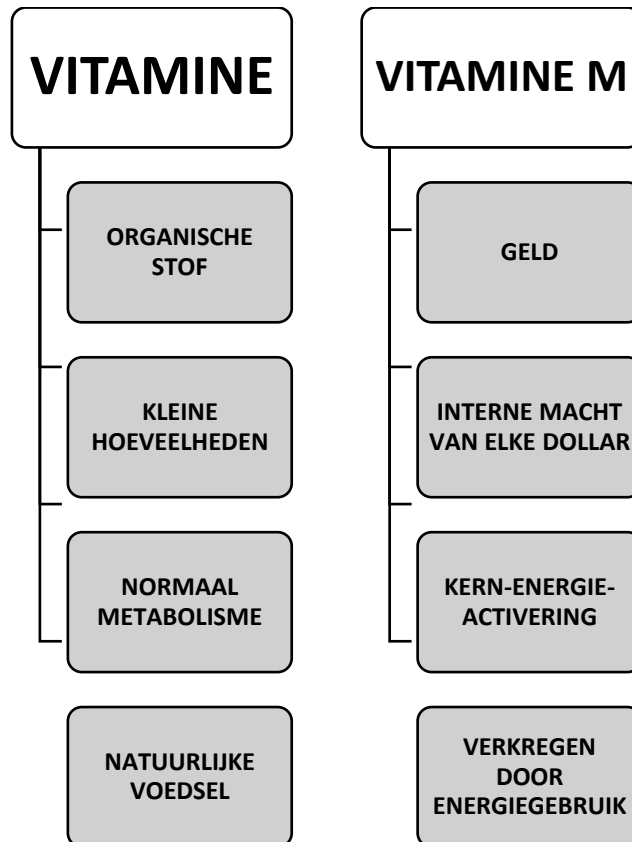 VITAMINE
ORGANISCHE
STOF
KLEINE
HOEVEELHEDEN
NORMAAL
METABOLISME
NATUURLIJKE
VOEDSEL
VITAMINE M
GELD
INTERNE MACHT
VAN ELKE DOLLAR
KERN-ENERGIE-
ACTIVERING
VERKREGEN
DOOR
ENERGIEGEBRUIK